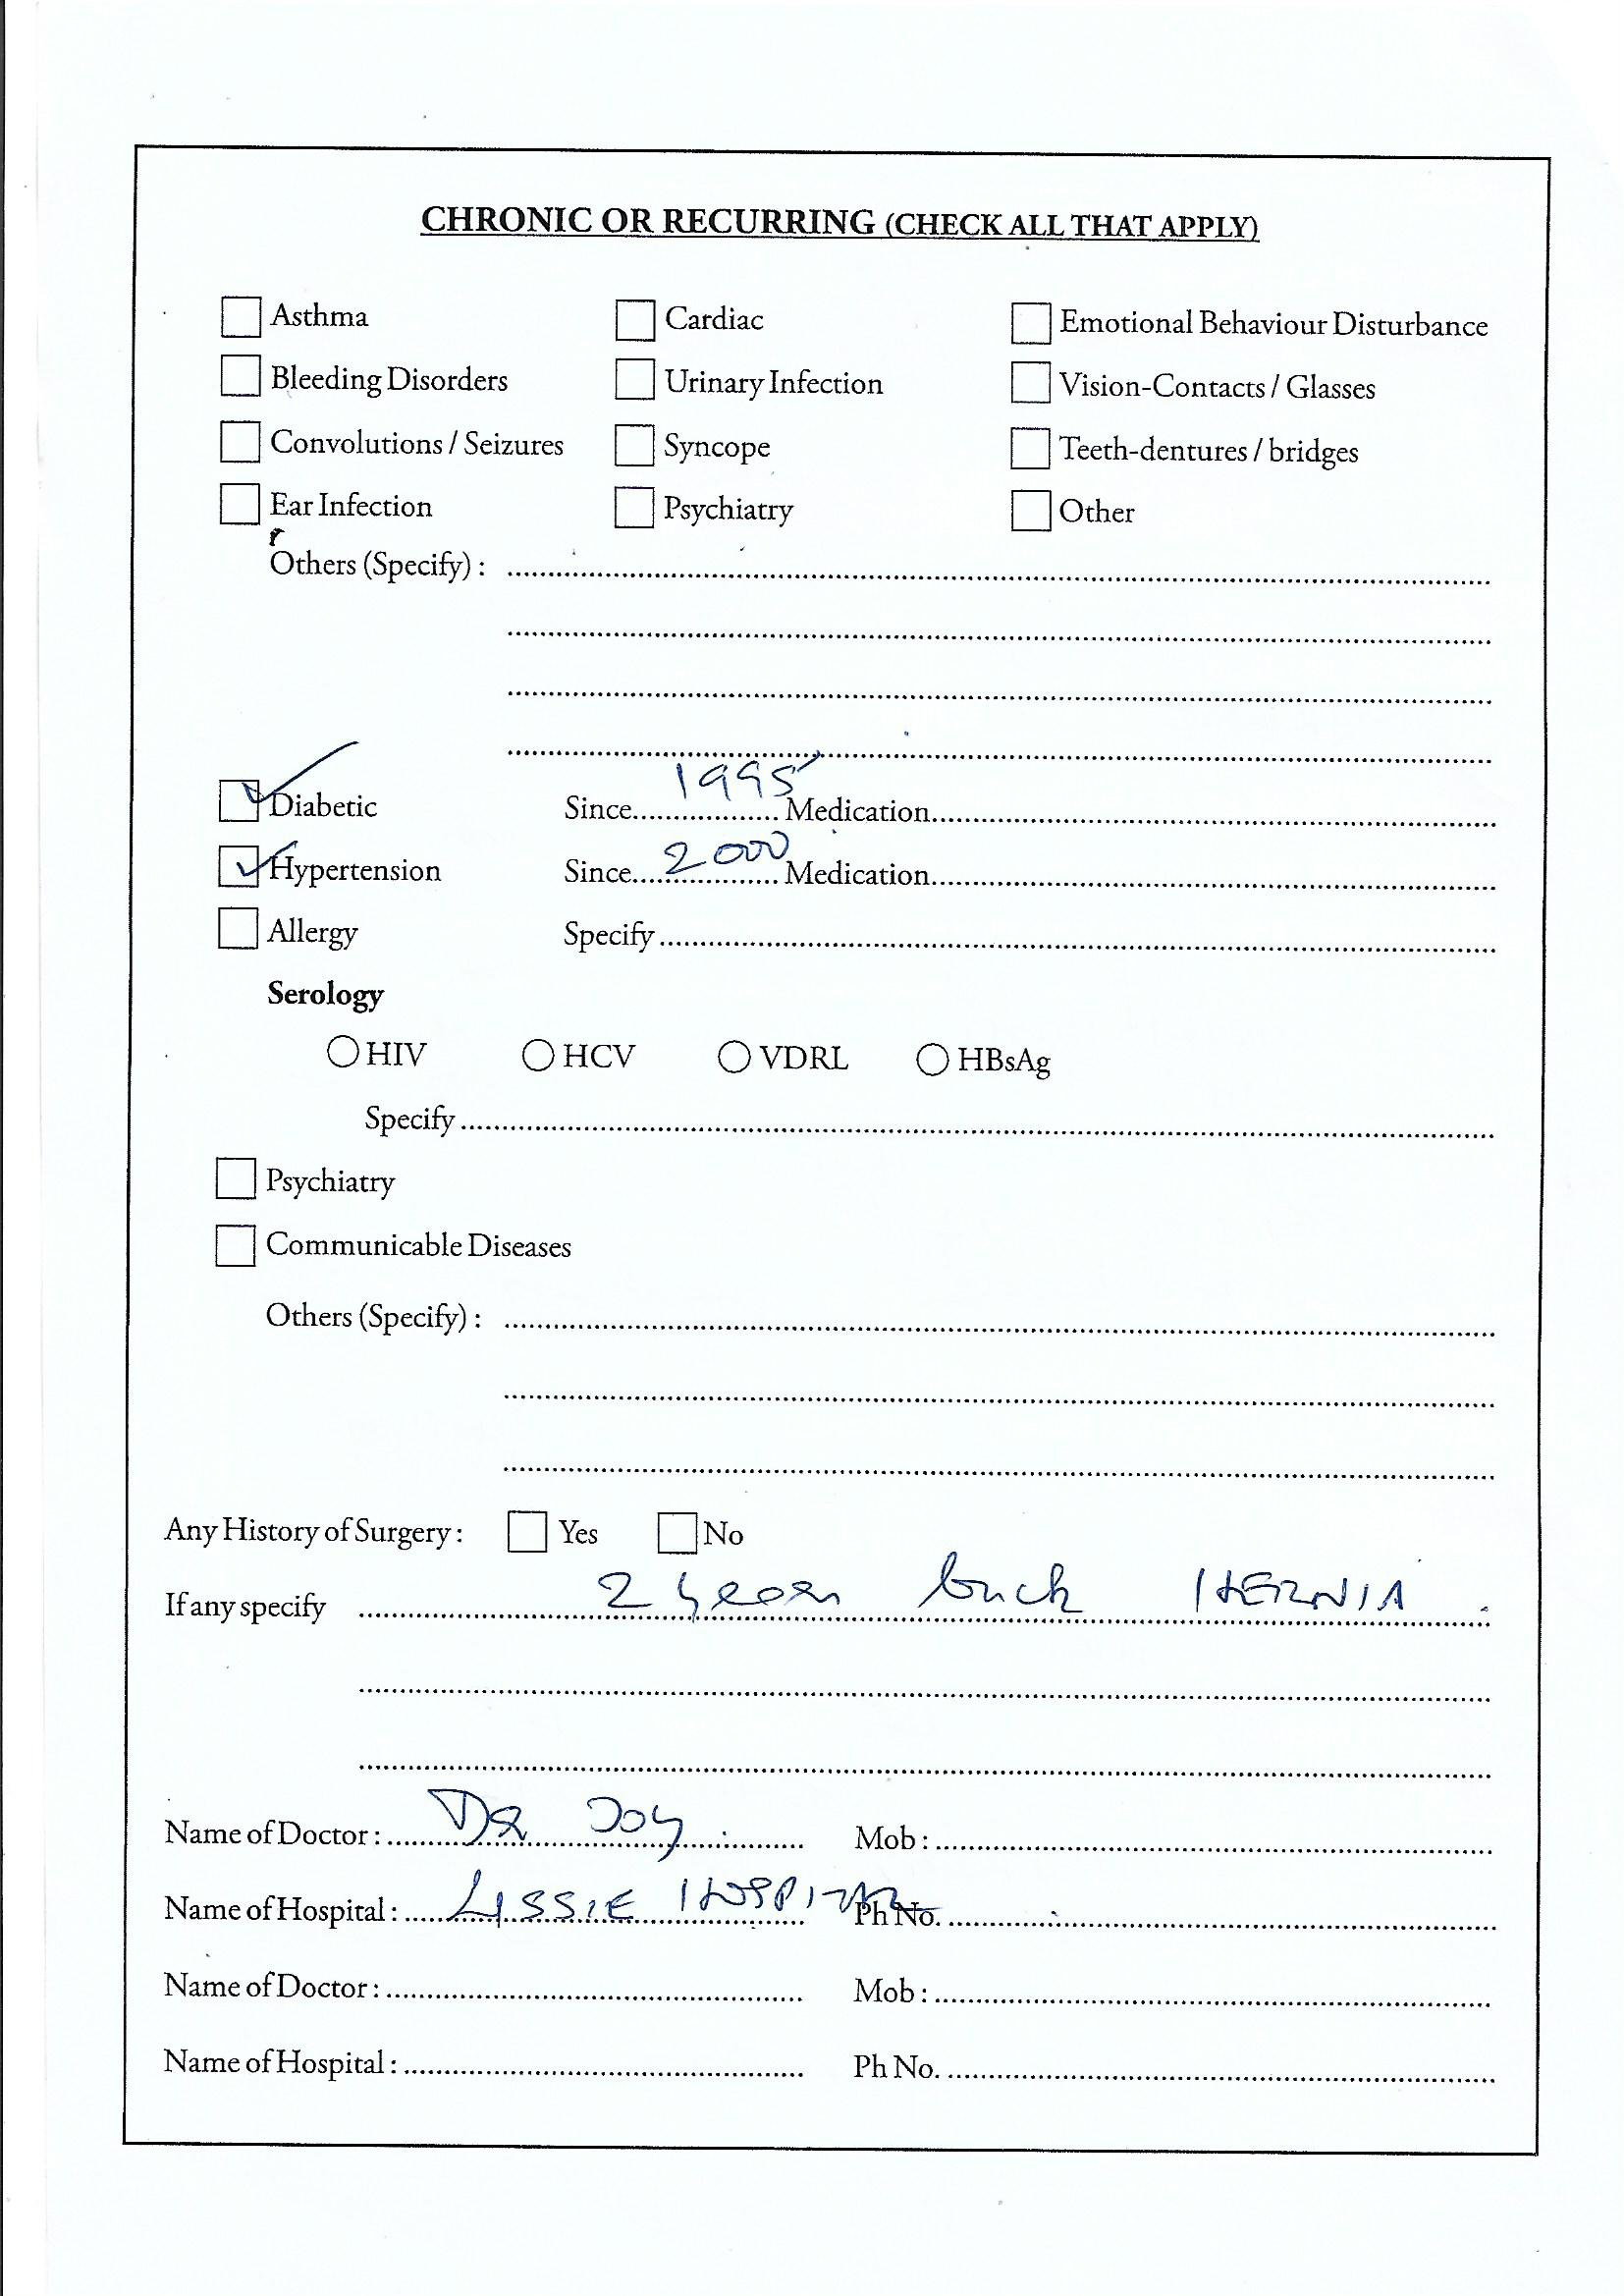 CHRONIC OR RECURRING (CHECK ALL THAT APPLY)
Asthma Cardiac Emotional Behaviour Disturbance
Bleeding Disorders Urinary Infection Vision-Contacts / Glasses
Convolutions / Seizures Syncope Teeth-dentures / bridges
Ear Infection Psychiatry Other
Others (Specify) :
Diabetic Since 1995 Medication
Hypertension Since 2000 Medication
Allergy Specify
Serology
HIV HCV VDRL HBsAg
Specify
Psychiatry
Communicable Diseases
Others (Specify) :
Any History of Surgery : Yes No
If any specify 2 years back HERNIA
Name of Doctor : DR JOY Mob :
Name of Hospital : LISSIE HOSPITAL Ph No.
Name of Doctor : Mob :
Name of Hospital : Ph No.